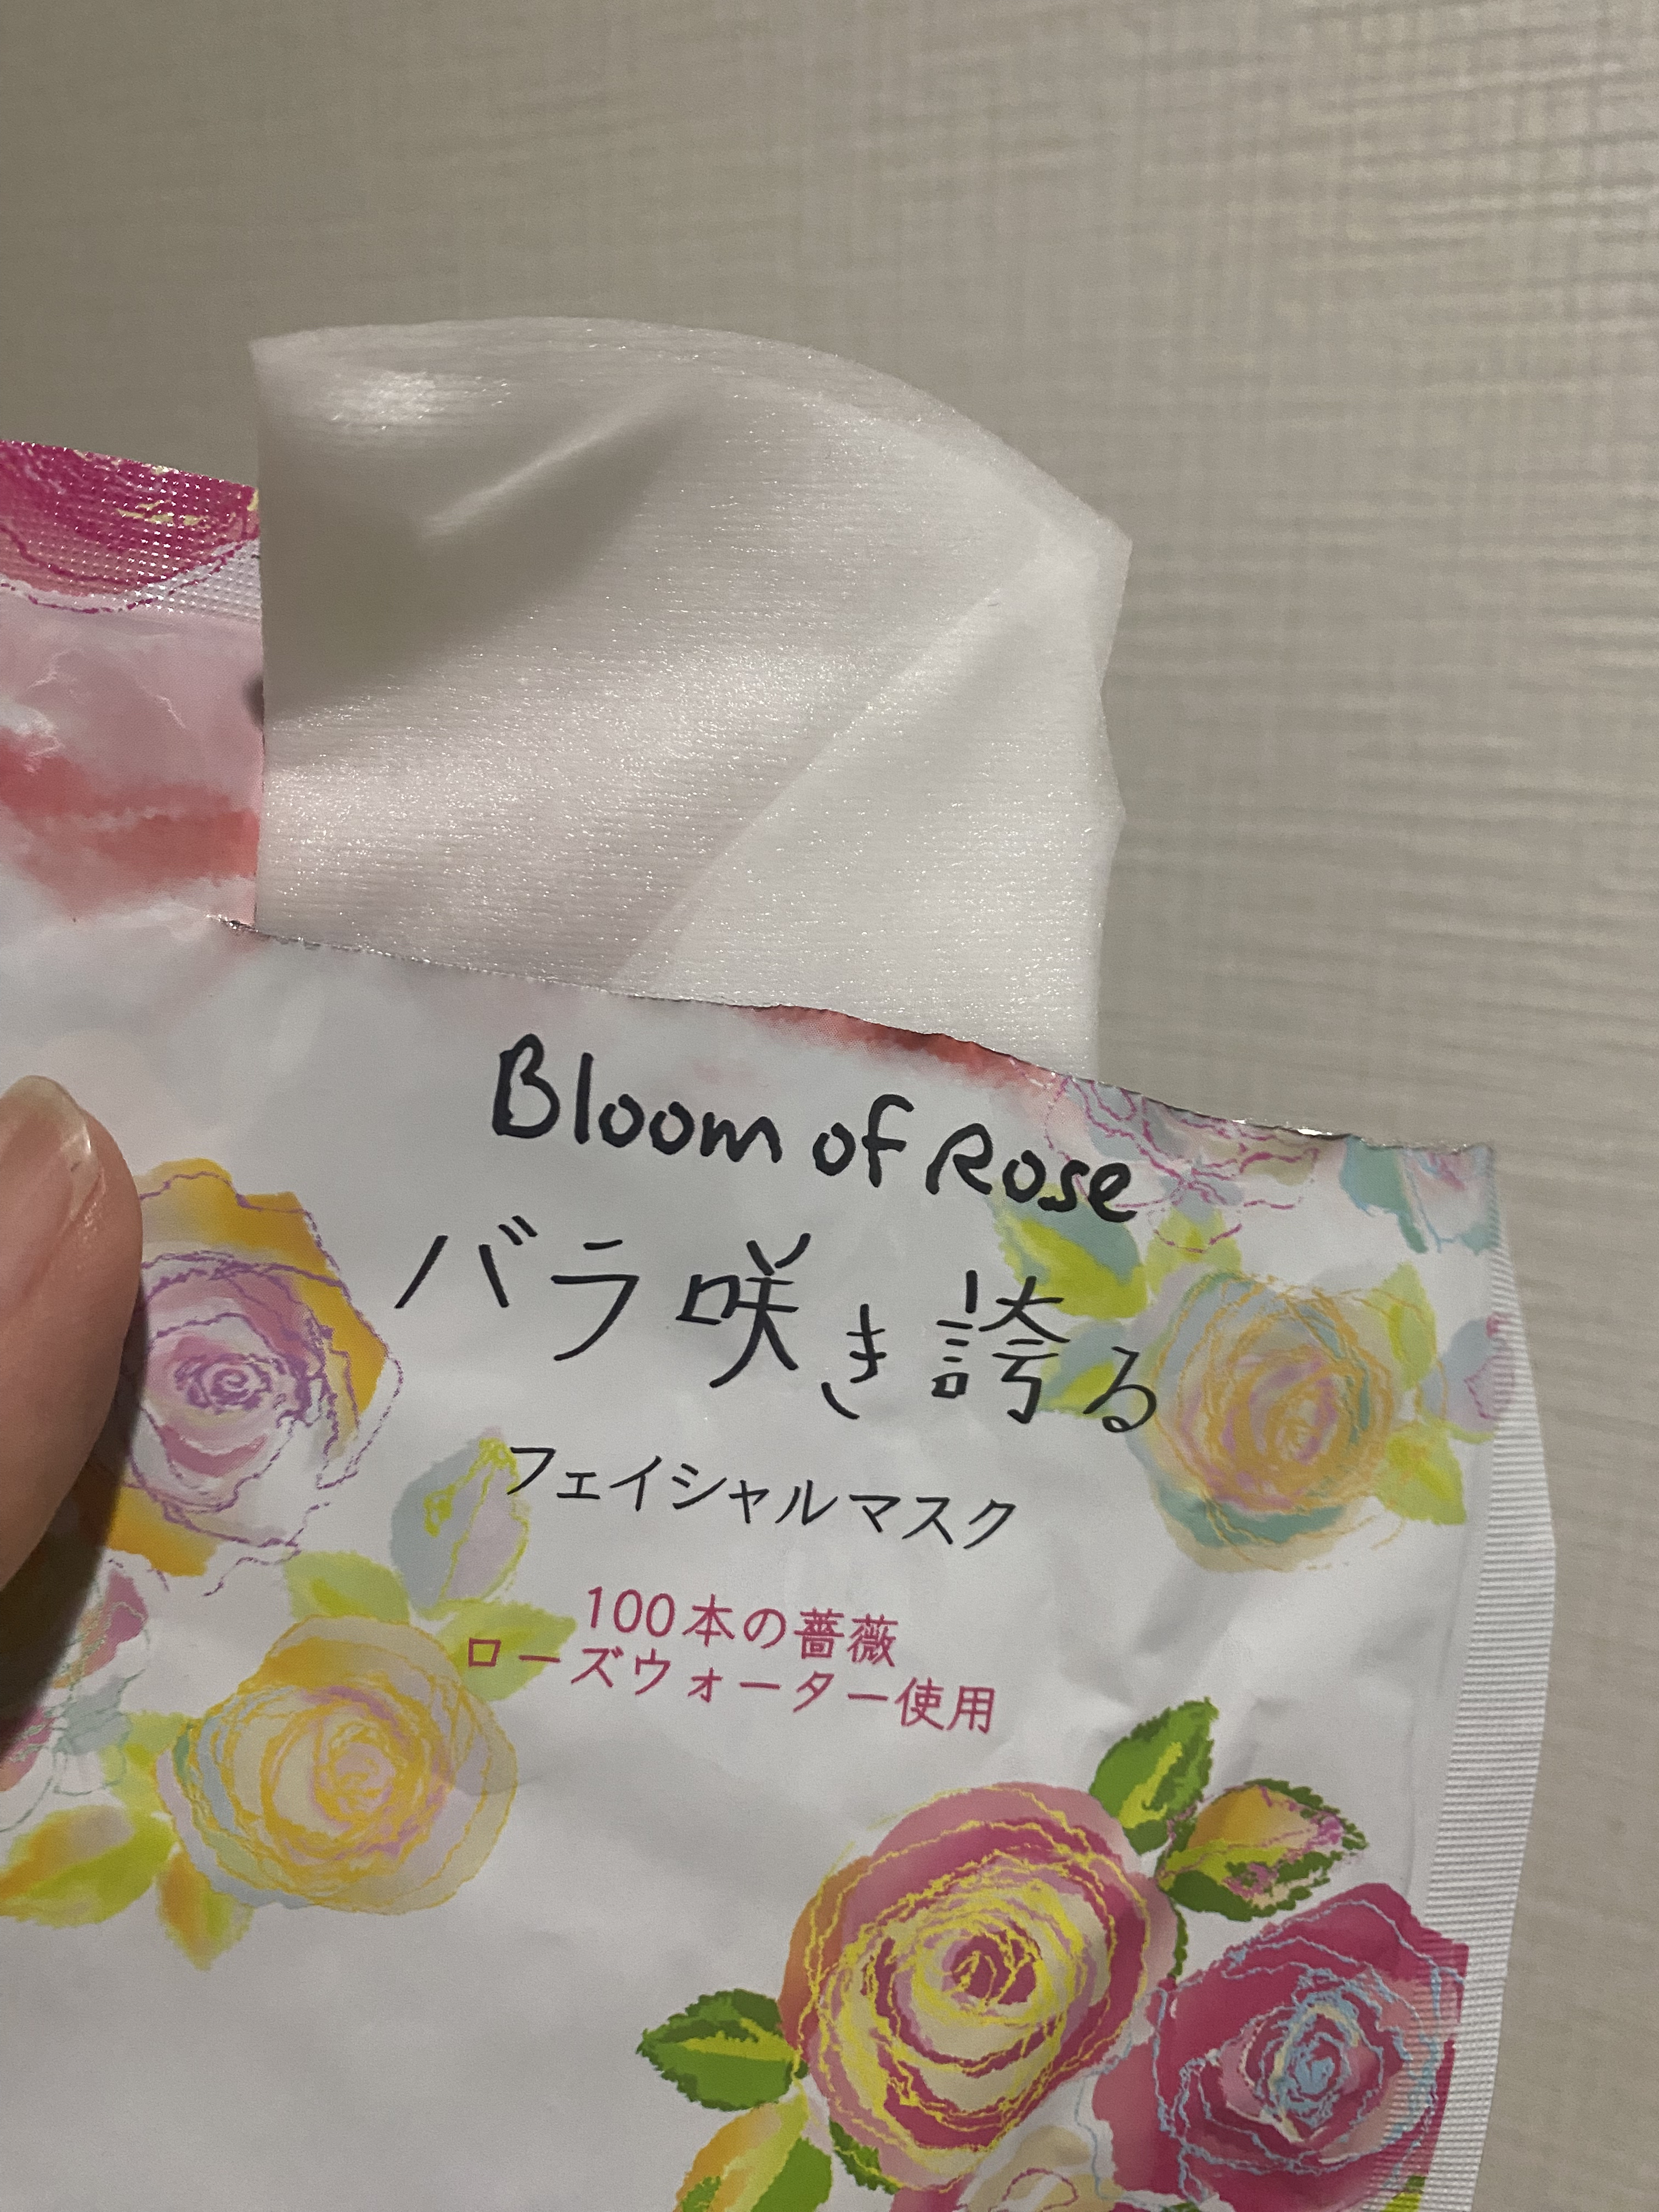 Bloom of Rose
バラ咲き誇る
フェイシャルマスク
100本の薔薇
ローズウォーター使用